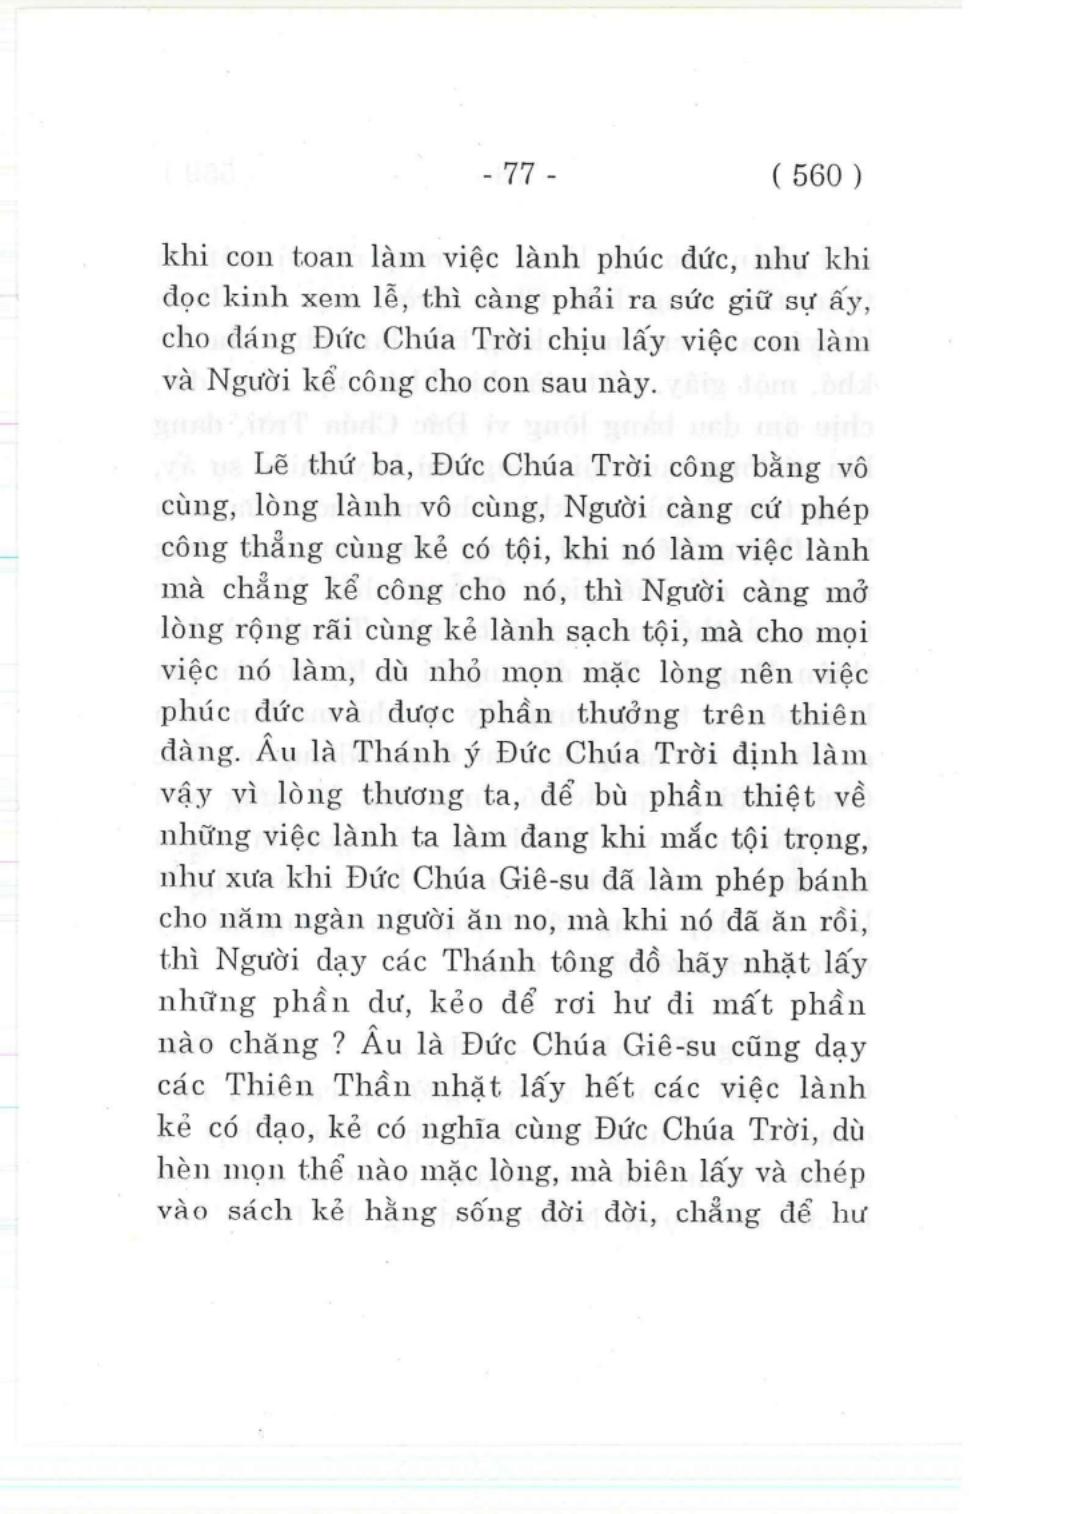 - 77 - ( 560 )
khi con toan làm việc lành phúc đức, như khi
đọc kinh xem lễ, thì càng phải ra sức giữ sự ấy,
cho đáng Đức Chúa Trời chịu lấy việc con làm
và Người kể công cho con sau này.
Lẽ thứ ba, Đức Chúa Trời công bằng vô
cùng, lòng lành vô cùng, Người càng cứ phép
công thẳng cùng kẻ có tội, khi nó làm việc lành
mà chẳng kể công cho nó, thì Người càng mở
lòng rộng rãi cùng kẻ lành sạch tội, mà cho mọi
việc nó làm, dù nhỏ mọn mặc lòng nên việc
phúc đức và được phần thưởng trên thiên
đàng. Âu là Thánh ý Đức Chúa Trời định làm
vậy vì lòng thương ta, để bù phần thiệt về
những việc lành ta làm đang khi mắc tội trọng,
như xưa khi Đức Chúa Giê-su đã làm phép bánh
cho năm ngàn người ăn no, mà khi nó đã ăn rồi,
thì Người dạy các Thánh tông đồ hãy nhặt lấy
những phần dư, kẻo để rơi hư đi mất phần
nào chăng ? Âu là Đức Chúa Giê-su cũng dạy
các Thiên Thần nhặt lấy hết các việc lành
kẻ có đạo, kẻ có nghĩa cùng Đức Chúa Trời, dù
hèn mọn thể nào mặc lòng, mà biên lấy và chép
vào sách kẻ hằng sống đời đời, chẳng để hư